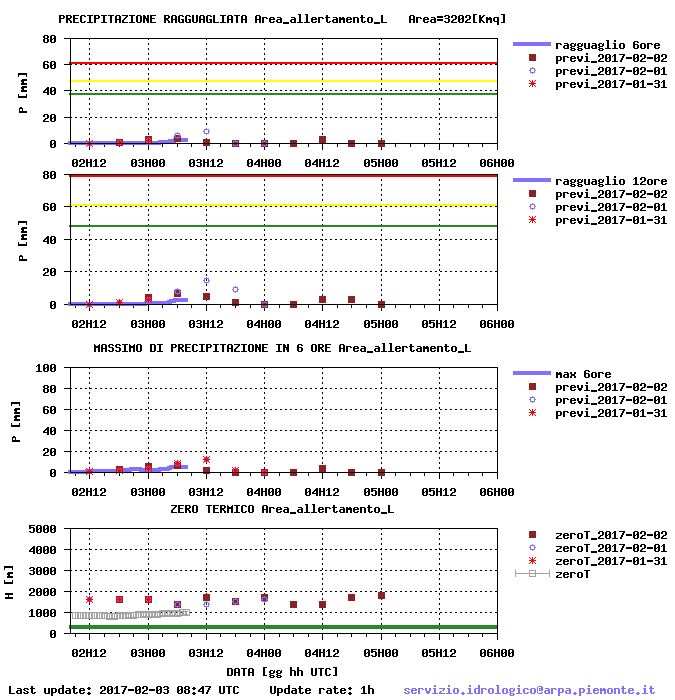 PRECIPITAZIONE RAGGUAGLIATA Area_allertamento_L Area=3202[Kmq]
80
60
40
20
0
P [mm]
02H12 03H00 03H12 04H00 04H12 05H00 05H12 06H00
ragguaglio 6ore
previ_2017-02-02
previ_2017-02-01
previ_2017-01-31
80
60
40
20
0
P [mm]
02H12 03H00 03H12 04H00 04H12 05H00 05H12 06H00
ragguaglio 12ore
previ_2017-02-02
previ_2017-02-01
previ_2017-01-31
MASSIMO DI PRECIPITAZIONE IN 6 ORE Area_allertamento_L
100
80
60
40
20
0
P [mm]
02H12 03H00 03H12 04H00 04H12 05H00 05H12 06H00
max 6ore
previ_2017-02-02
previ_2017-02-01
previ_2017-01-31
ZERO TERMICO Area_allertamento_L
5000
4000
3000
2000
1000
0
H [m]
02H12 03H00 03H12 04H00 04H12 05H00 05H12 06H00
zeroT_2017-02-02
zeroT_2017-02-01
zeroT_2017-01-31
zeroT
DATA [gg hh UTC]
Last update: 2017-02-03 08:47 UTC Update rate: 1h servizio.idrologico@arpa.piemonte.it